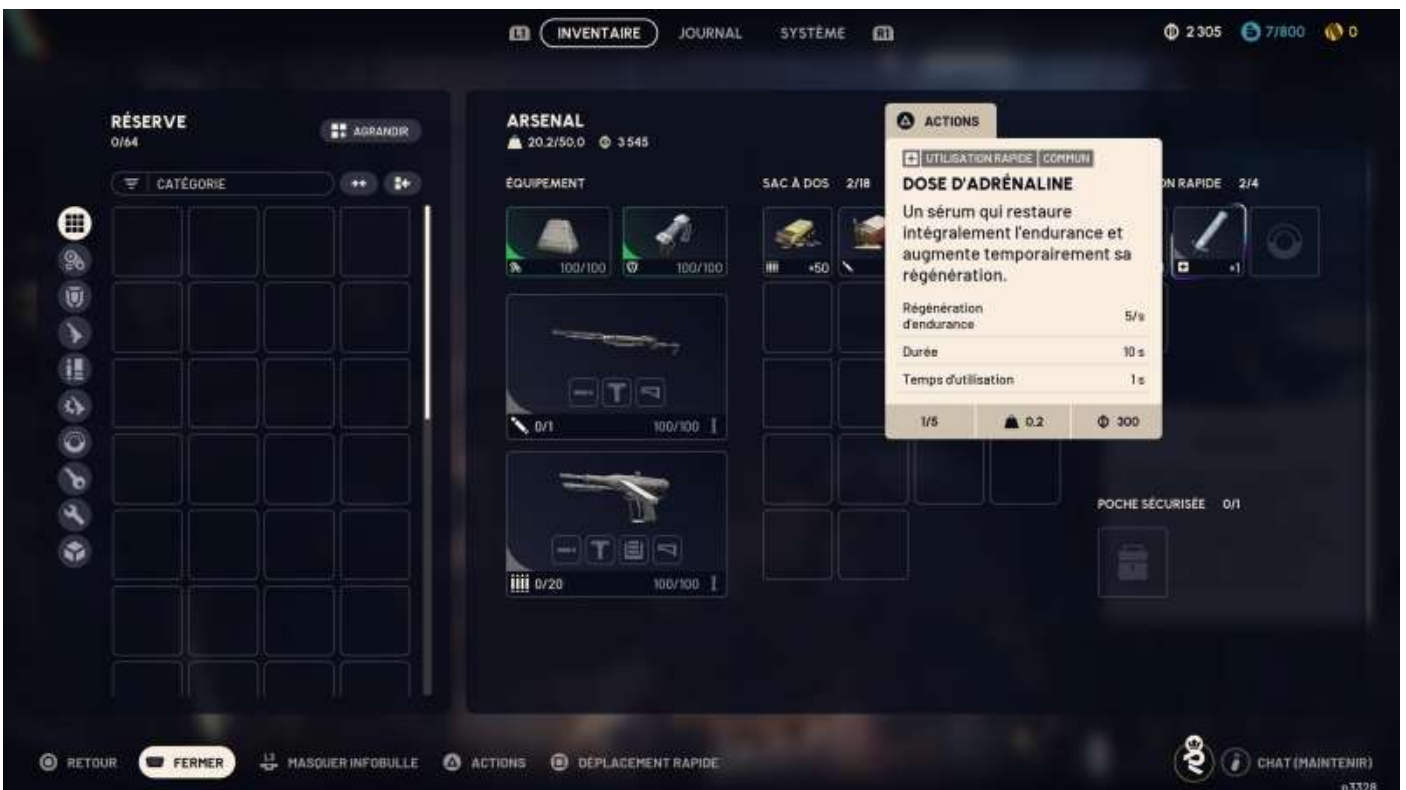 L1 INVENTAIRE JOURNAL SYSTÈME R1
2 305 7/800 0
RÉSERVE
0/64
AGRANDIR
CATÉGORIE
ARSENAL
20.2/50.0 3 545
ÉQUIPEMENT
100/100 100/100
0/1 100/100
0/20 100/100
SAC À DOS 2/18
×50
ACTIONS
UTILISATION RAPIDE COMMUN
DOSE D'ADRÉNALINE
Un sérum qui restaure
intégralement l'endurance et
augmente temporairement sa
régénération.
Régénération
d'endurance 5/s
Durée 10 s
Temps d'utilisation 1 s
1/5 0.2 300
ON RAPIDE 2/4
×1
POCHE SÉCURISÉE 0/1
RETOUR FERMER L3 MASQUER INFOBULLE ACTIONS DÉPLACEMENT RAPIDE
CHAT (MAINTENIR)
p3328